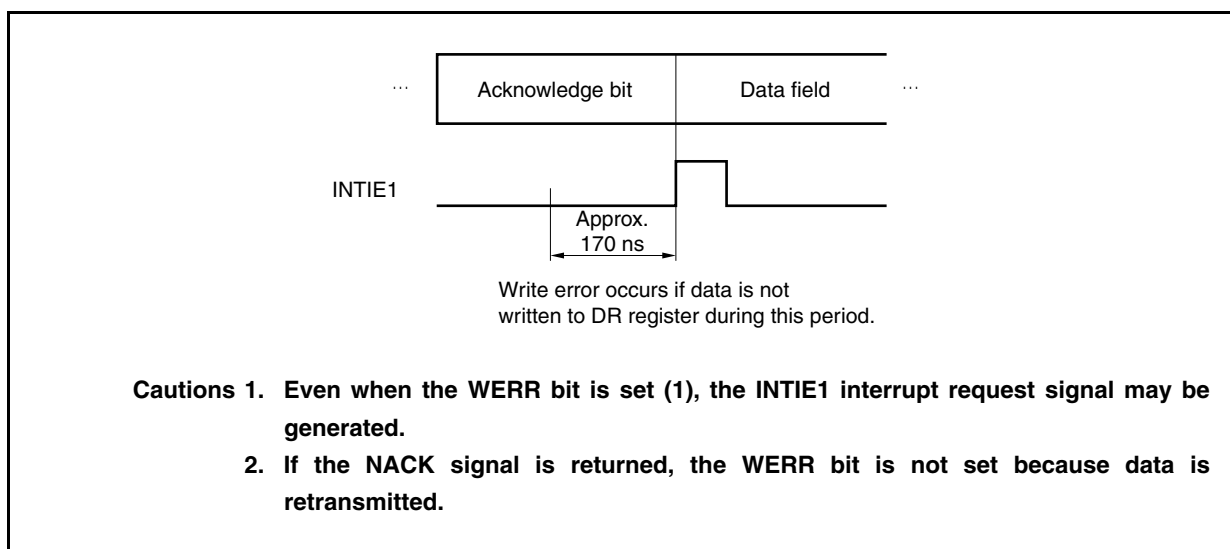 … Acknowledge bit Data field …
INTIE1
Approx.
170 ns
Write error occurs if data is not
written to DR register during this period.
Cautions 1. Even when the WERR bit is set (1), the INTIE1 interrupt request signal may be
generated.
2. If the NACK signal is returned, the WERR bit is not set because data is
retransmitted.